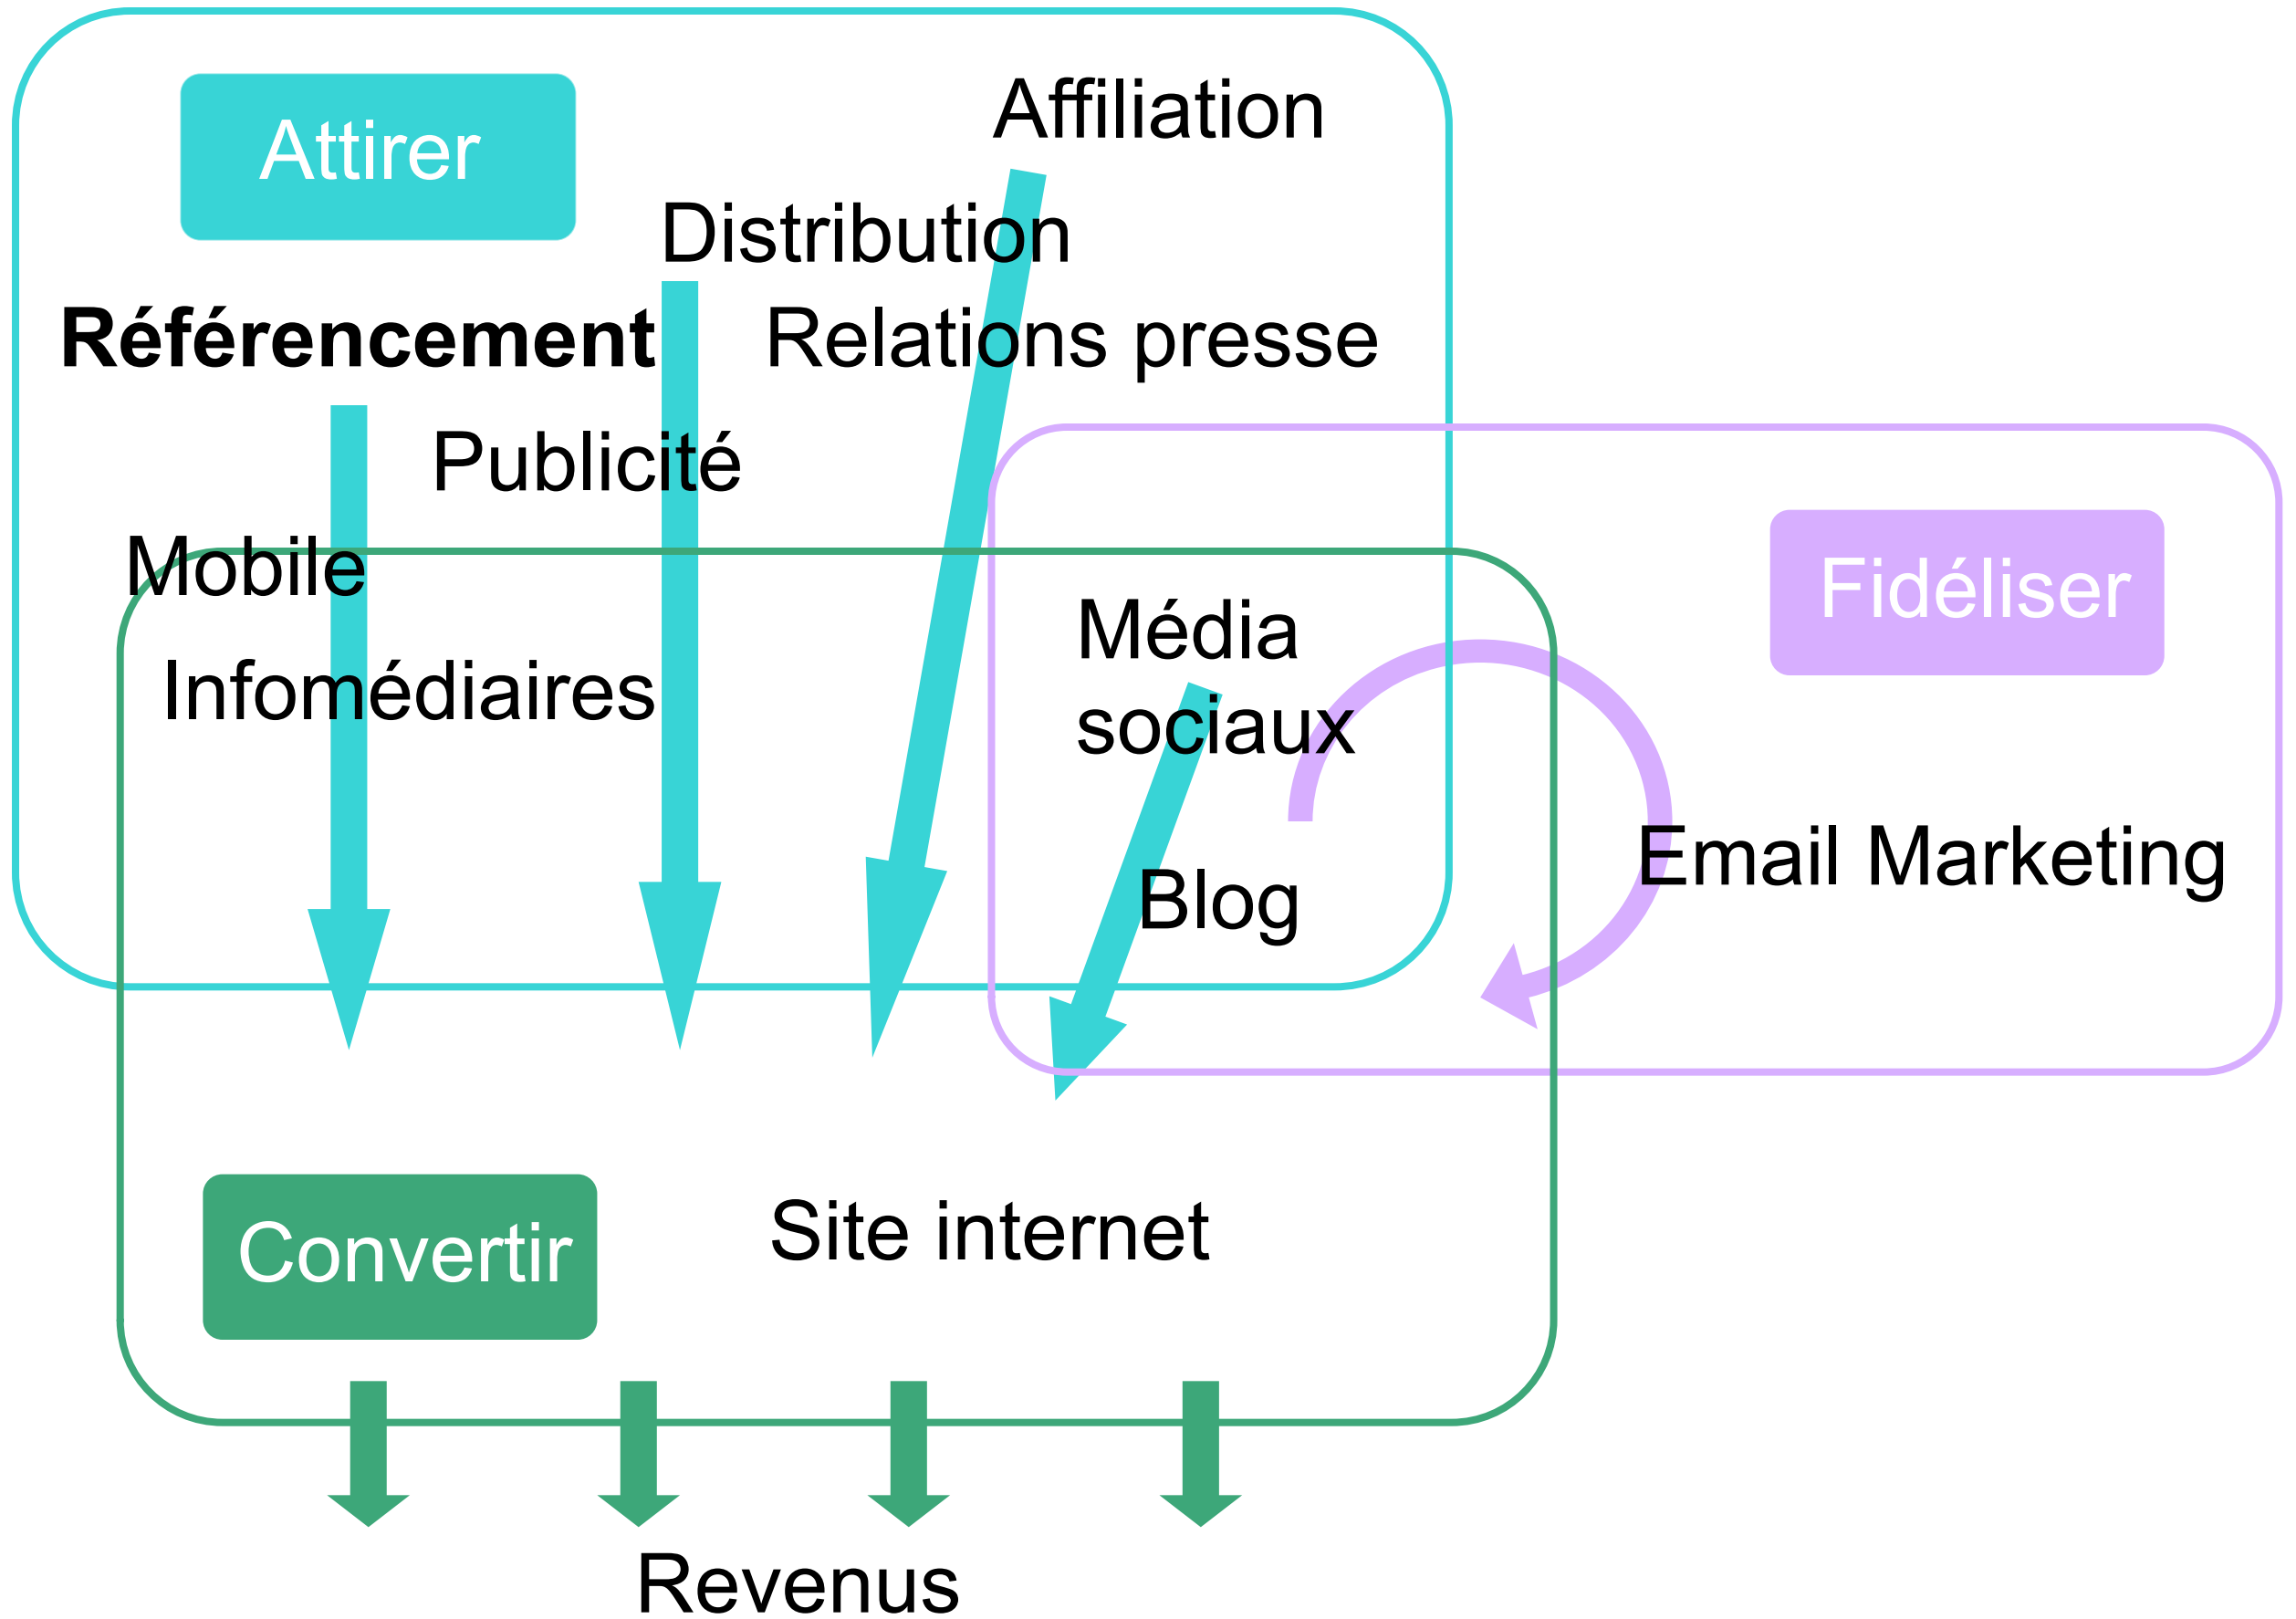 Affiliation
Attirer
Distribution
Référencement
Relations presse
Publicité
Mobile
Fidéliser
Média
sociaux
Infomédiaires
Email Marketing
Blog
Convertir
Site internet
Revenus